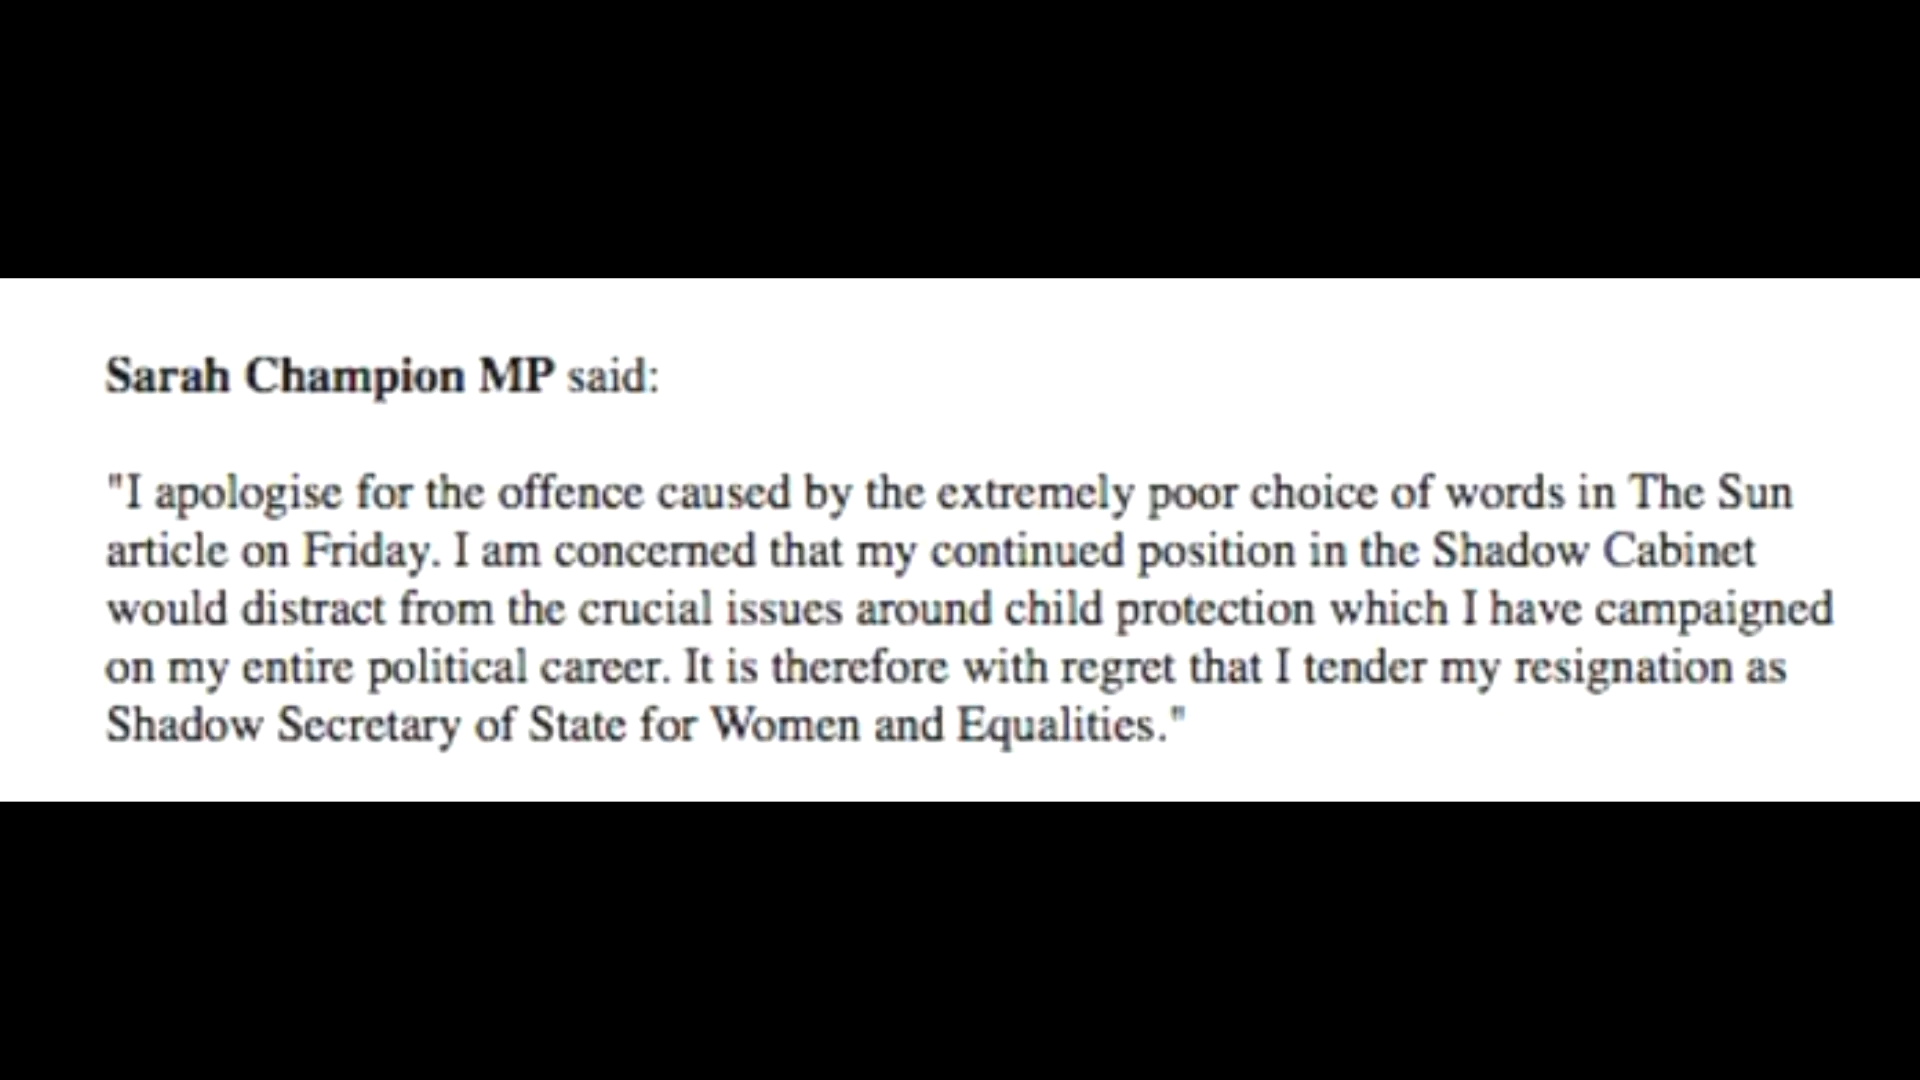 Sarah Champion MP said:
"I apologise for the offence caused by the extremely poor choice of words in The Sun
article on Friday. I am concerned that my continued position in the Shadow Cabinet
would distract from the crucial issues around child protection which I have campaigned
on my entire political career. It is therefore with regret that I tender my resignation as
Shadow Secretary of State for Women and Equalities."